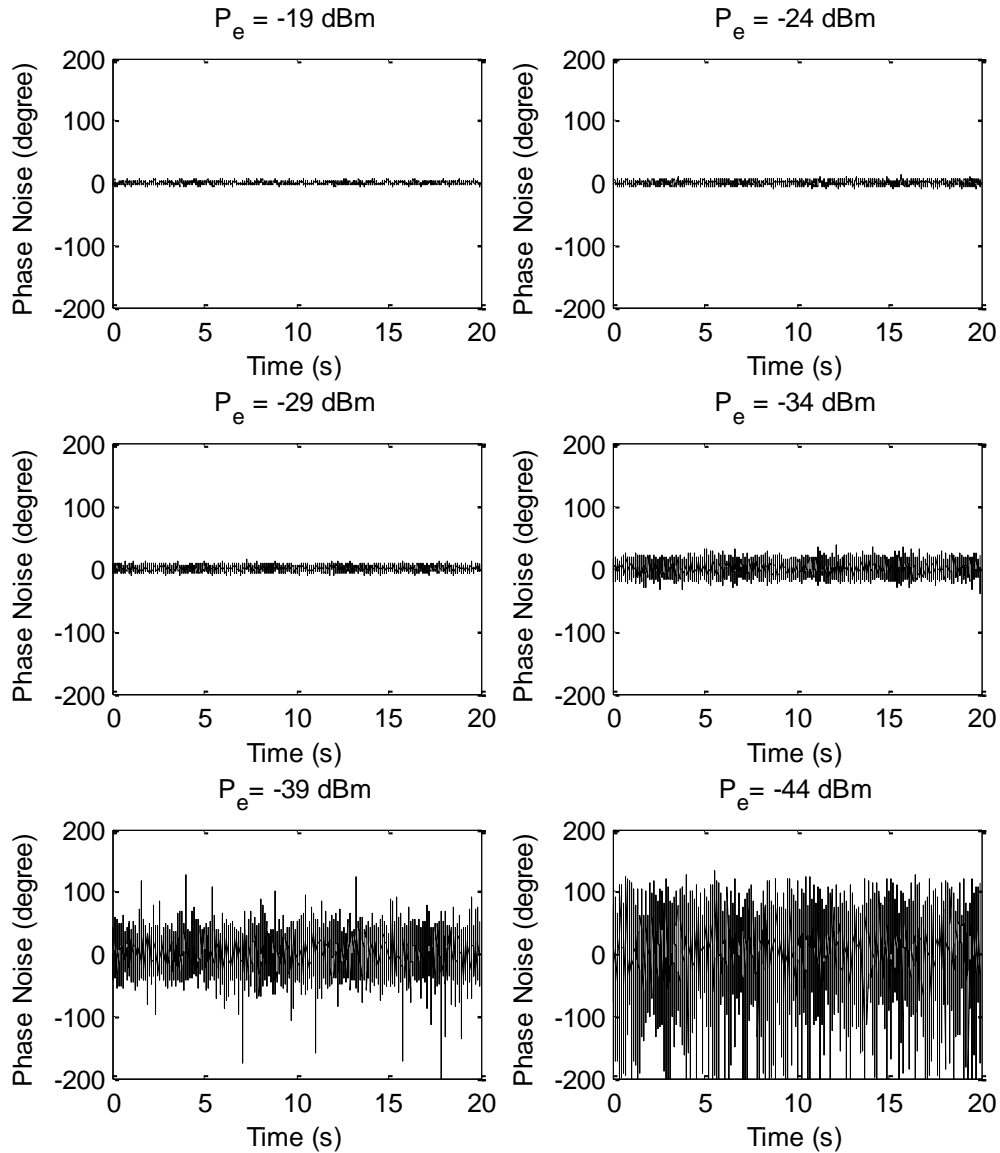 P_e = -19 dBm
200
100
0
-100
-200
Phase Noise (degree)
0 5 10 15 20
Time (s)
P_e = -24 dBm
200
100
0
-100
-200
Phase Noise (degree)
0 5 10 15 20
Time (s)
P_e = -29 dBm
200
100
0
-100
-200
Phase Noise (degree)
0 5 10 15 20
Time (s)
P_e = -34 dBm
200
100
0
-100
-200
Phase Noise (degree)
0 5 10 15 20
Time (s)
P_e = -39 dBm
200
100
0
-100
-200
Phase Noise (degree)
0 5 10 15 20
Time (s)
P_e= -44 dBm
200
100
0
-100
-200
Phase Noise (degree)
0 5 10 15 20
Time (s)